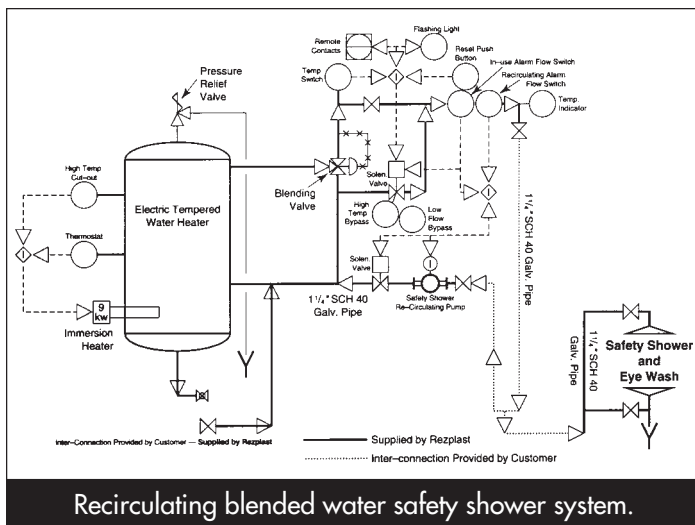 Remote
Contacts
Flashing Light
Reset Push
Button
In-use Alarm Flow Switch
Recirculating Alarm
Flow Switch
Temp
Switch
Temp.
Indicator
Pressure
Relief
Valve
High Temp
Cut-out
Electric Tempered
Water Heater
Blending
Valve
Solen.
Valve
High
Temp
Bypass
Low
Flow
Bypass
Thermostat
9
kw
Immersion
Heater
1 1/4" SCH 40
Galv. Pipe
Solen.
Valve
Safety Shower
Re-Circulating Pump
1 1/4" SCH 40 Galv. Pipe
1 1/4" SCH 40
Galv. Pipe
Safety Shower
and
Eye Wash
Inter-Connection Provided by Customer — Supplied by Rezplast
Supplied by Rezplast
Inter-connection Provided by Customer
Recirculating blended water safety shower system.